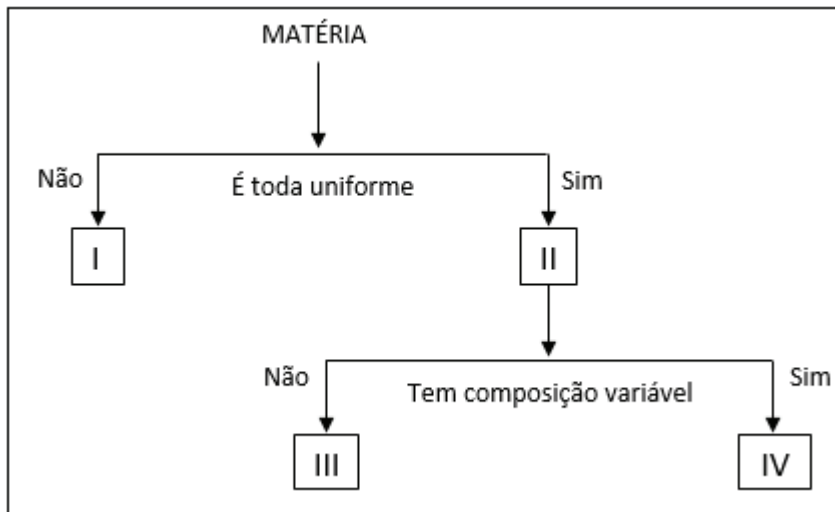 MATÉRIA
Não
É toda uniforme
Sim
I
II
Não
Tem composição variável
Sim
III
IV